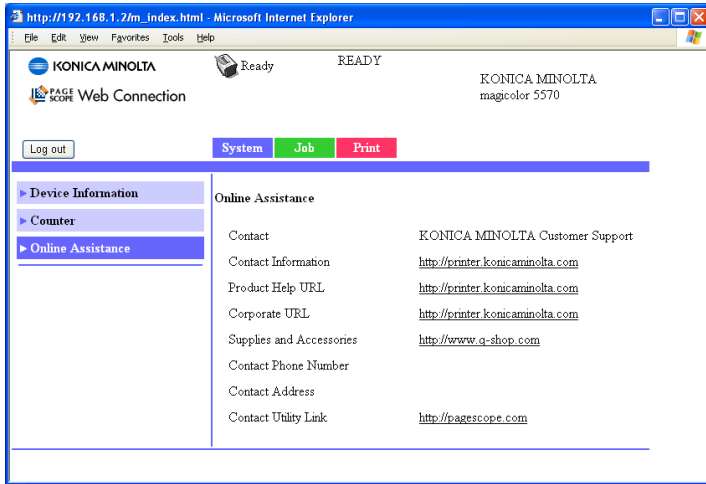 http://192.168.1.2/m_index.html - Microsoft Internet Explorer
File Edit View Favorites Tools Help
KONICA MINOLTA
Ready
READY
KONICA MINOLTA
magicolor 5570
PAGE SCOPE Web Connection
Log out
System Job Print
Device Information
Counter
Online Assistance
Online Assistance
Contact KONICA MINOLTA Customer Support
Contact Information http://printer.konicaminolta.com
Product Help URL http://printer.konicaminolta.com
Corporate URL http://printer.konicaminolta.com
Supplies and Accessories http://www.q-shop.com
Contact Phone Number
Contact Address
Contact Utility Link http://pagescope.com